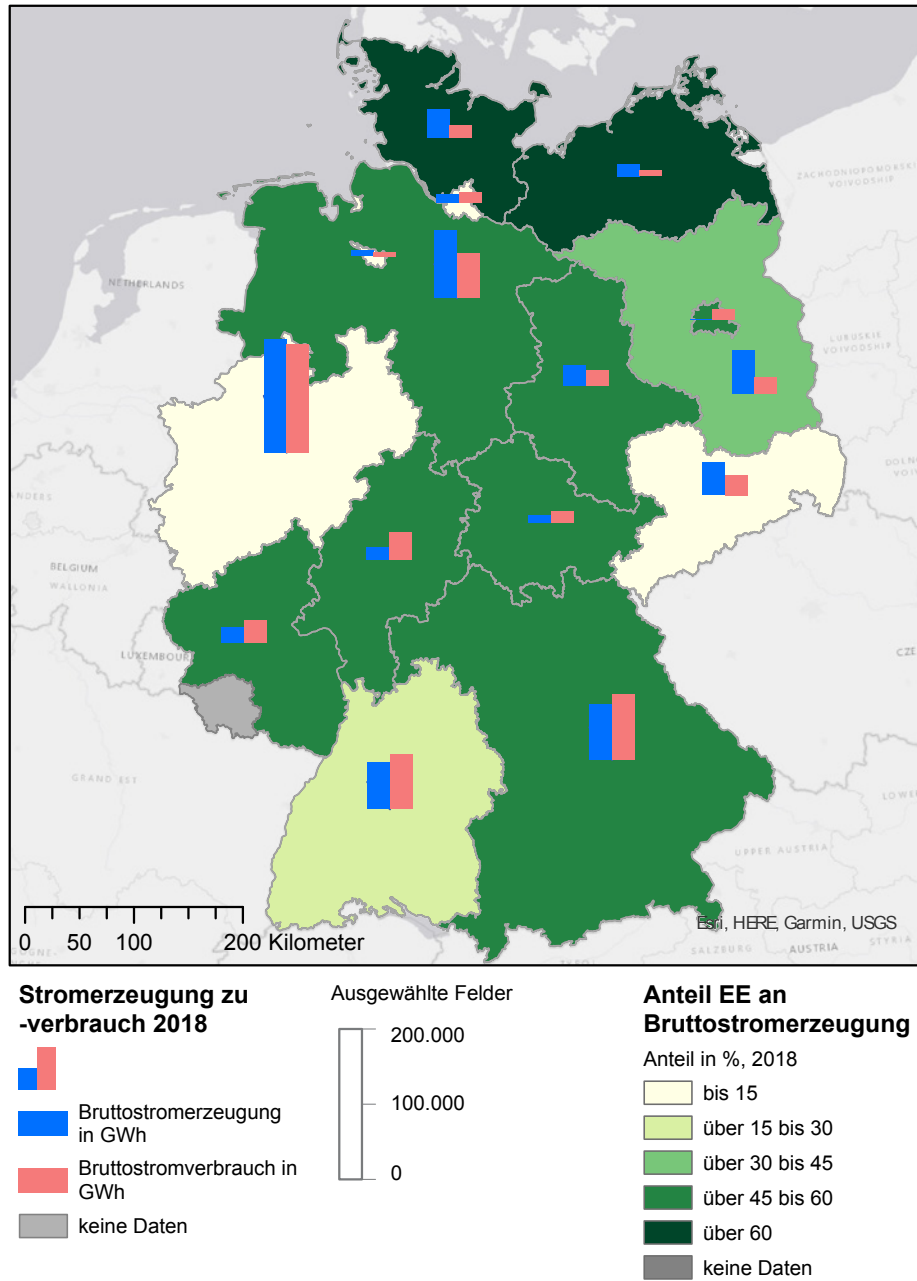 ZACHODNIOPOMORSKI
VOIVODSHIP
NETHERLANDS
LUBUSKIE
VOIVODSHIP
BELGIUM
WALLONIA
GRAND EST
UPPER AUSTRIA
SALZBURG
AUSTRIA
STYRIA
Esri, HERE, Garmin, USGS
0 50 100 200 Kilometer
Stromerzeugung zu
-verbrauch 2018
Bruttostromerzeugung
in GWh
Bruttostromverbrauch in
GWh
keine Daten
Ausgewählte Felder
200.000
100.000
0
Anteil EE an
Bruttostromerzeugung
Anteil in %, 2018
bis 15
über 15 bis 30
über 30 bis 45
über 45 bis 60
über 60
keine Daten